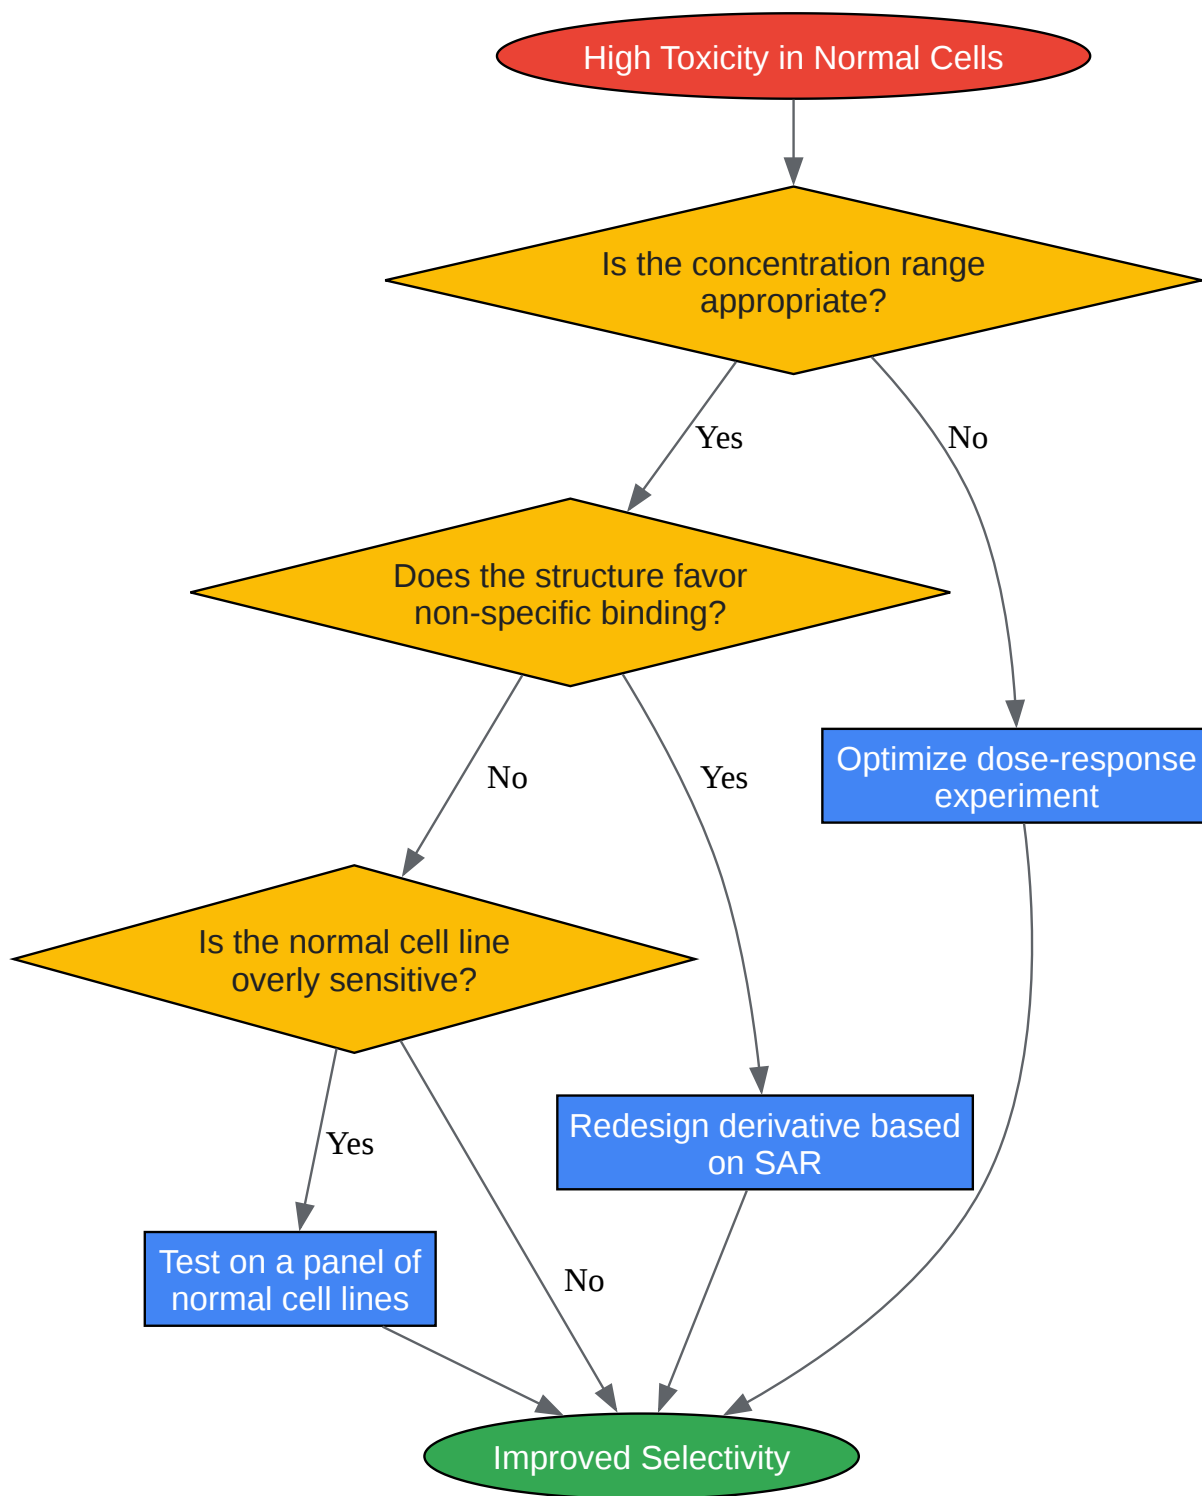 High Toxicity in Normal Cells
Is the concentration range
appropriate?
Yes
No
Does the structure favor
non-specific binding?
No
Yes
Optimize dose-response
experiment
Is the normal cell line
overly sensitive?
Yes
Redesign derivative based
on SAR
Test on a panel of
normal cell lines
No
Improved Selectivity